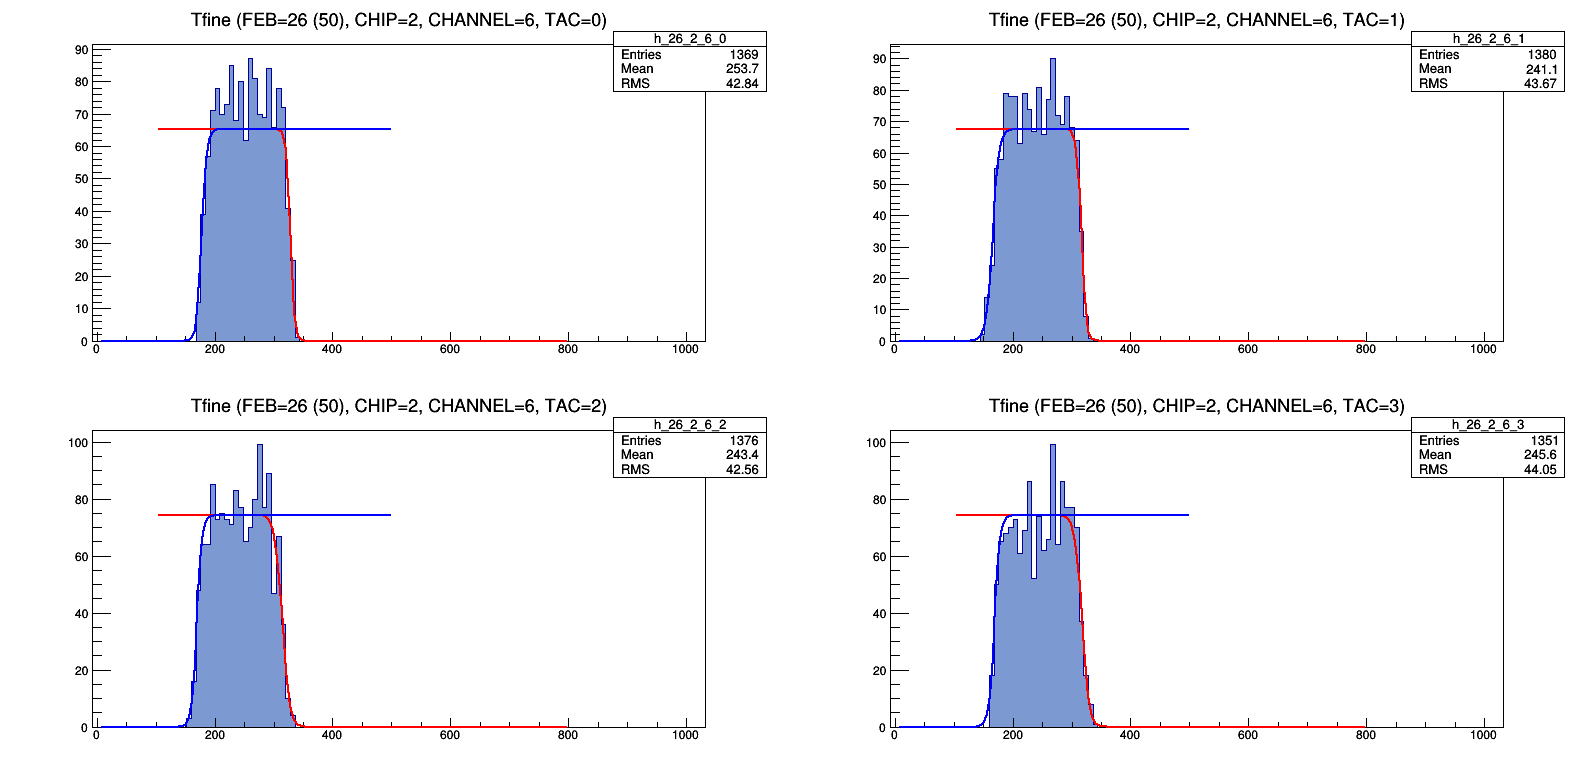 Tfine (FEB=26 (50), CHIP=2, CHANNEL=6, TAC=0)
h_26_2_6_0
Entries 1369
Mean 253.7
RMS 42.84
90
80
70
60
50
40
30
20
10
0
0 200 400 600 800 1000
Tfine (FEB=26 (50), CHIP=2, CHANNEL=6, TAC=1)
h_26_2_6_1
Entries 1380
Mean 241.1
RMS 43.67
90
80
70
60
50
40
30
20
10
0
0 200 400 600 800 1000
Tfine (FEB=26 (50), CHIP=2, CHANNEL=6, TAC=2)
h_26_2_6_2
Entries 1376
Mean 243.4
RMS 42.56
100
80
60
40
20
0
0 200 400 600 800 1000
Tfine (FEB=26 (50), CHIP=2, CHANNEL=6, TAC=3)
h_26_2_6_3
Entries 1351
Mean 245.6
RMS 44.05
100
80
60
40
20
0
0 200 400 600 800 1000